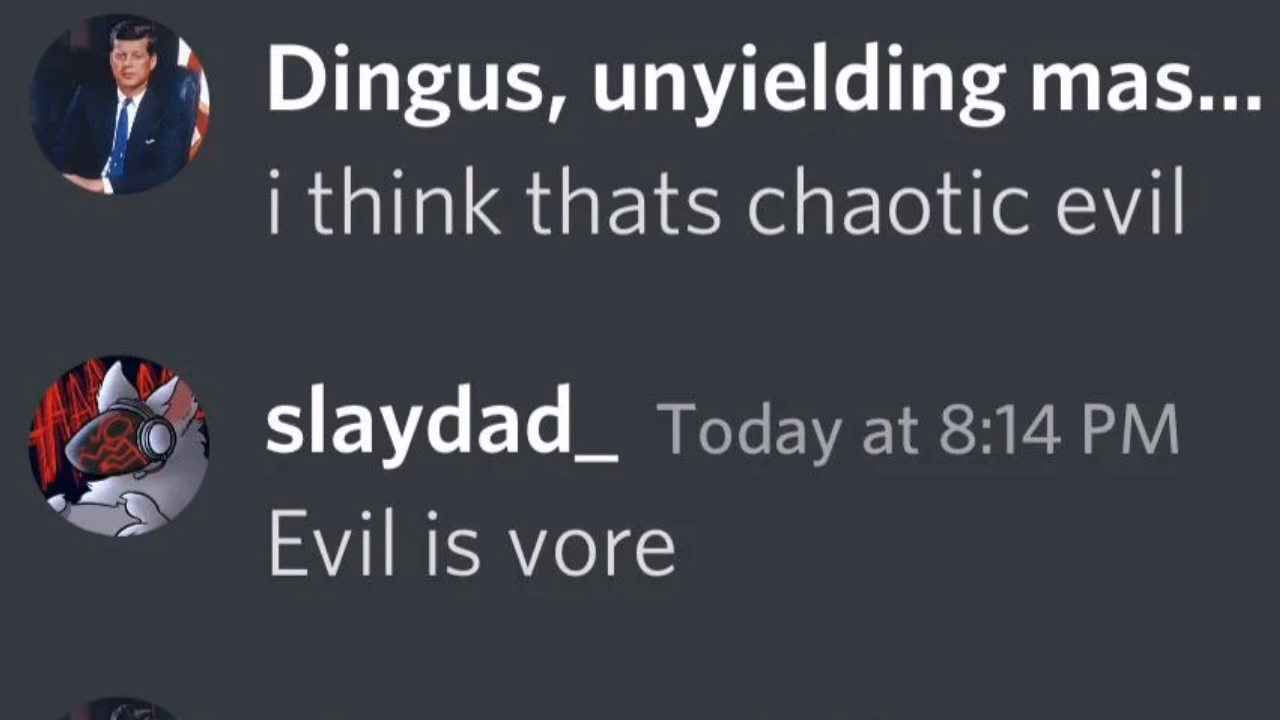 Dingus, unyielding mas...
i think thats chaotic evil
slaydad_ Today at 8:14 PM
Evil is vore